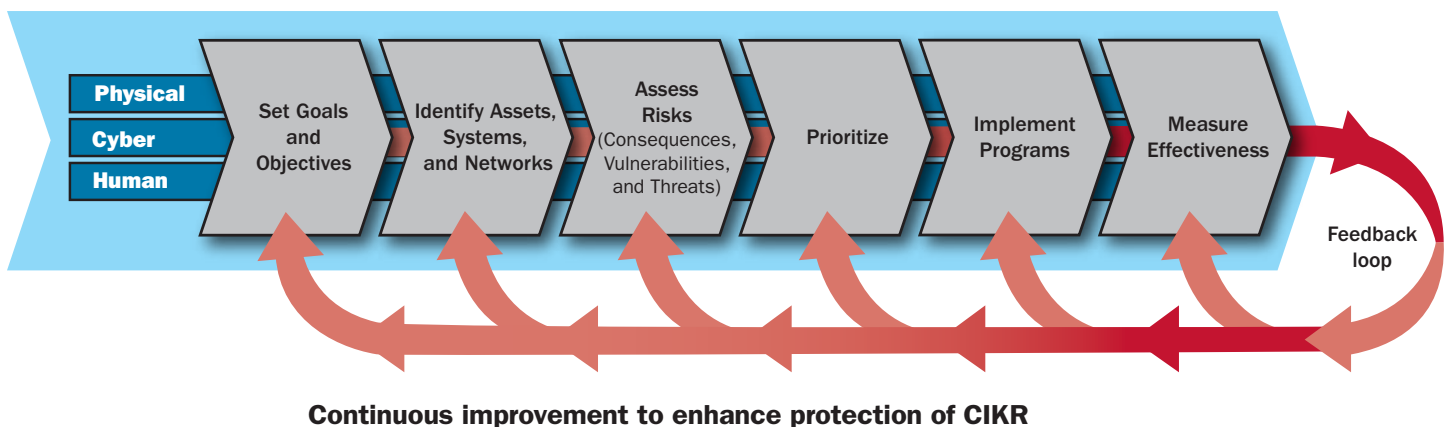 Physical
Cyber
Human
Set Goals
and
Objectives
Identify Assets,
Systems,
and Networks
Assess
Risks
(Consequences,
Vulnerabilities,
and Threats)
Prioritize
Implement
Programs
Measure
Effectiveness
Feedback
loop
Continuous improvement to enhance protection of CIKR